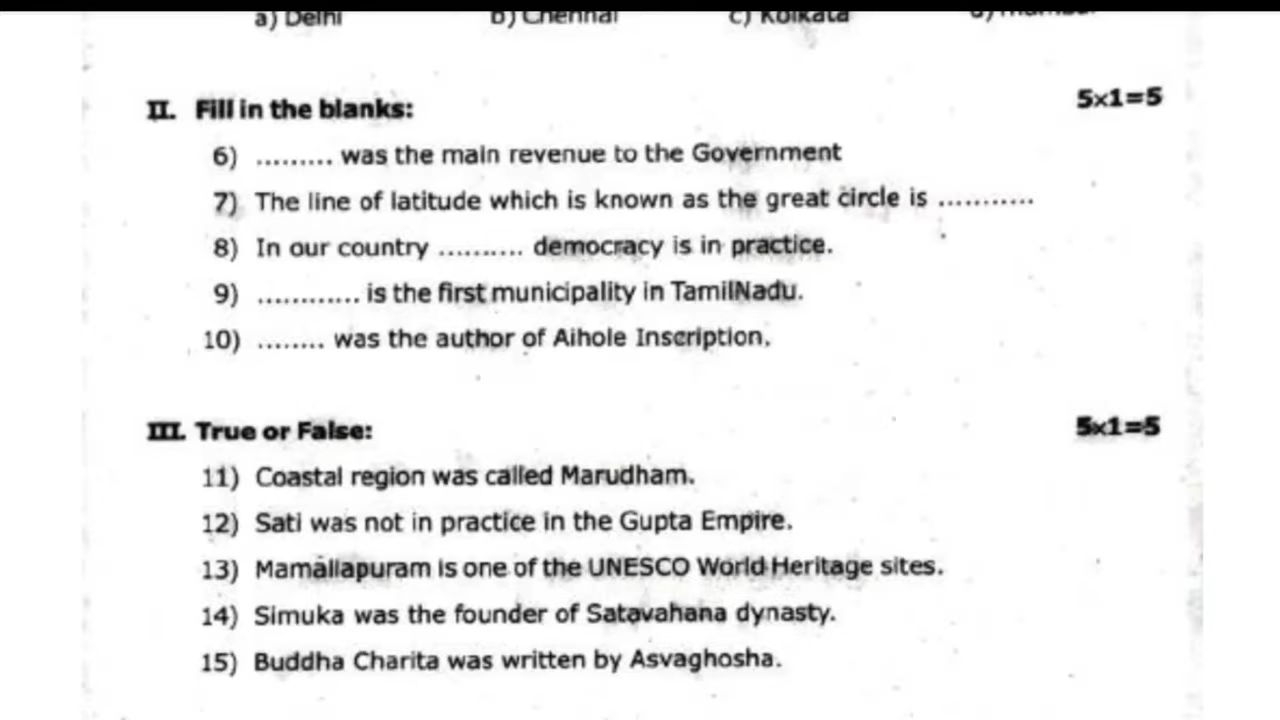 a) Delhi b) Chennai c) Kolkata d) Mumbai
II. Fill in the blanks: 5×1=5
6) ......... was the main revenue to the Government
7) The line of latitude which is known as the great circle is ...........
8) In our country .......... democracy is in practice.
9) ............ is the first municipality in TamilNadu.
10) ........ was the author of Aihole Inscription.
III. True or False: 5×1=5
11) Coastal region was called Marudham.
12) Sati was not in practice in the Gupta Empire.
13) Mamallapuram is one of the UNESCO World Heritage sites.
14) Simuka was the founder of Satavahana dynasty.
15) Buddha Charita was written by Asvaghosha.